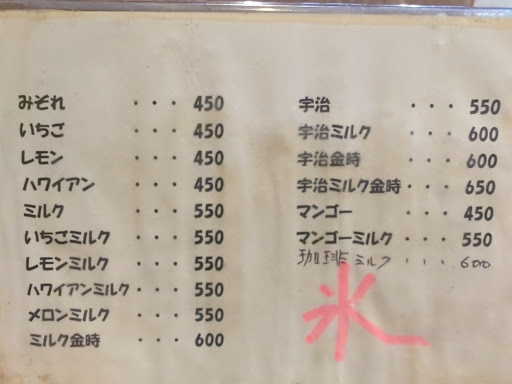 みぞれ ・・・ 450
いちご ・・・ 450
レモン ・・・ 450
ハワイアン ・・・ 450
ミルク ・・・ 550
いちごミルク ・・・ 550
レモンミルク ・・・ 550
ハワイアンミルク・・・ 550
メロンミルク ・・・ 550
ミルク金時 ・・・ 600
宇治 ・・・ 550
宇治ミルク ・・・ 600
宇治金時 ・・・ 600
宇治ミルク金時・・・ 650
マンゴー ・・・ 450
マンゴーミルク ・・・ 550
珈琲ミルク ・・・ 600
氷